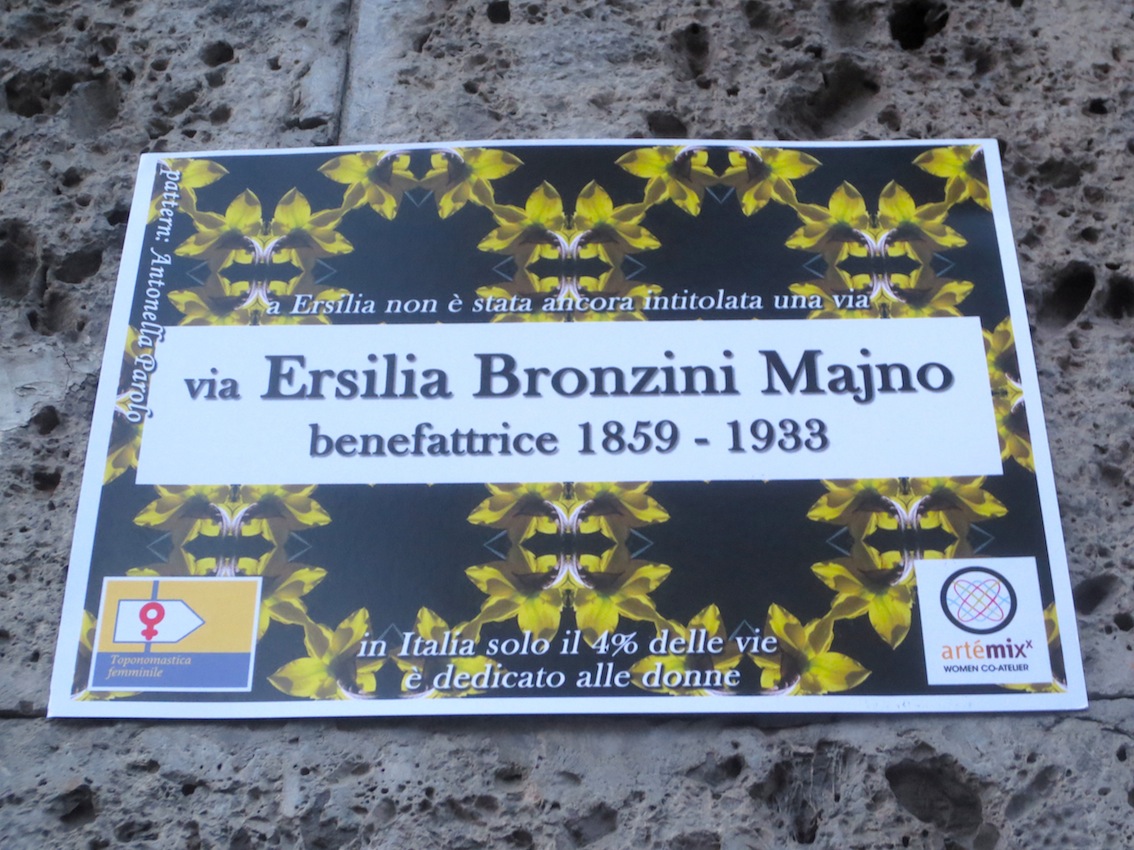 pattern: Antonella Parolo
a Ersilia non è stata ancora intitolata una via
via Ersilia Bronzini Majno
benefattrice 1859 - 1933
in Italia solo il 4% delle vie
è dedicato alle donne
Toponomastica
femminile
artémixx
WOMEN CO-ATELIER